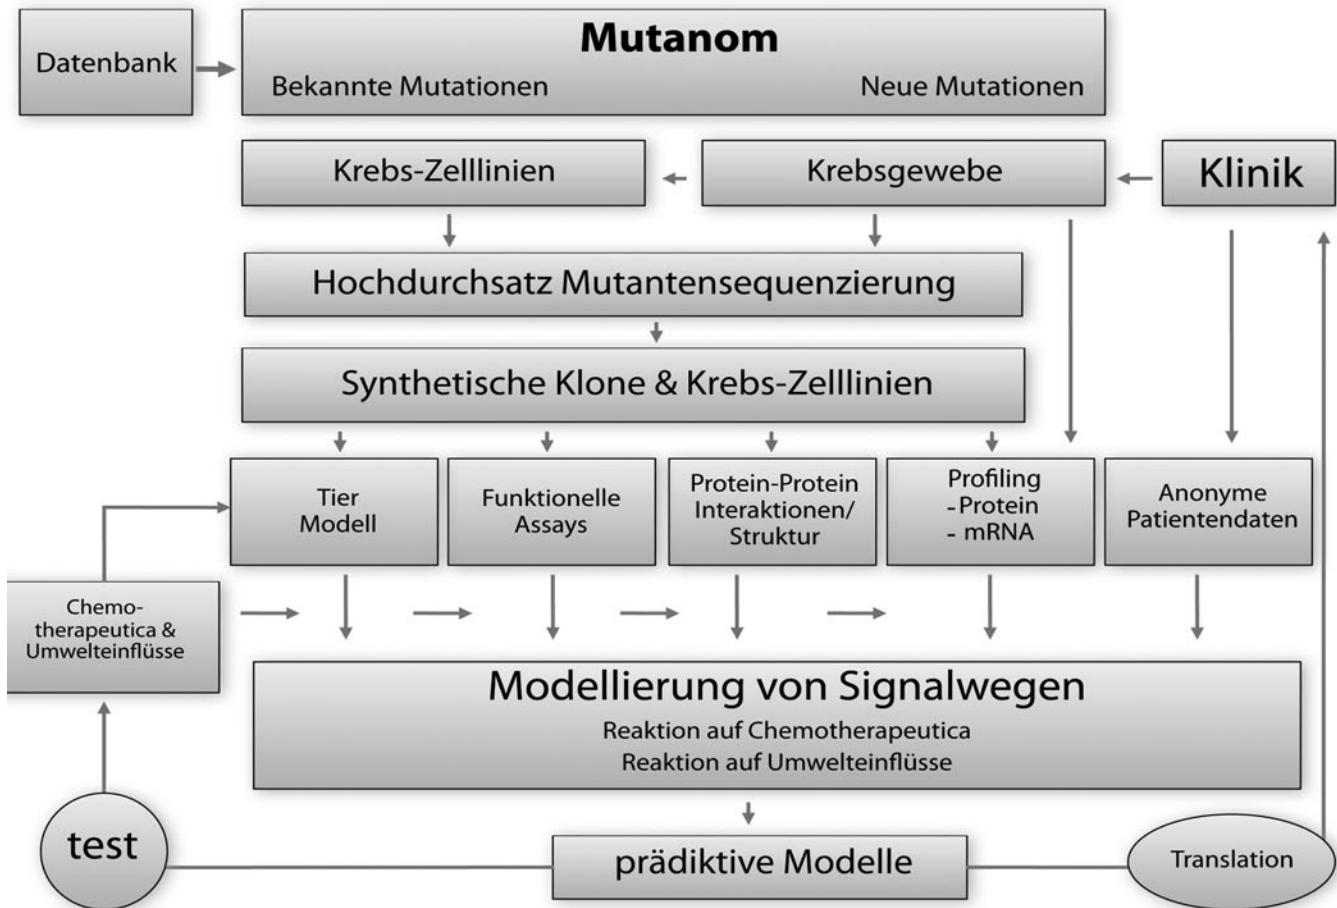 Datenbank
Mutanom
Bekannte Mutationen
Neue Mutationen
Krebs-Zelllinien
Krebsgewebe
Klinik
Hochdurchsatz Mutantensequenzierung
Synthetische Klone & Krebs-Zelllinien
Tier
Modell
Funktionelle
Assays
Protein-Protein
Interaktionen/
Struktur
Profiling
-Protein
- mRNA
Anonyme
Patientendaten
Chemo-
therapeutica &
Umwelteinflüsse
Modellierung von Signalwegen
Reaktion auf Chemotherapeutica
Reaktion auf Umwelteinflüsse
test
prädiktive Modelle
Translation